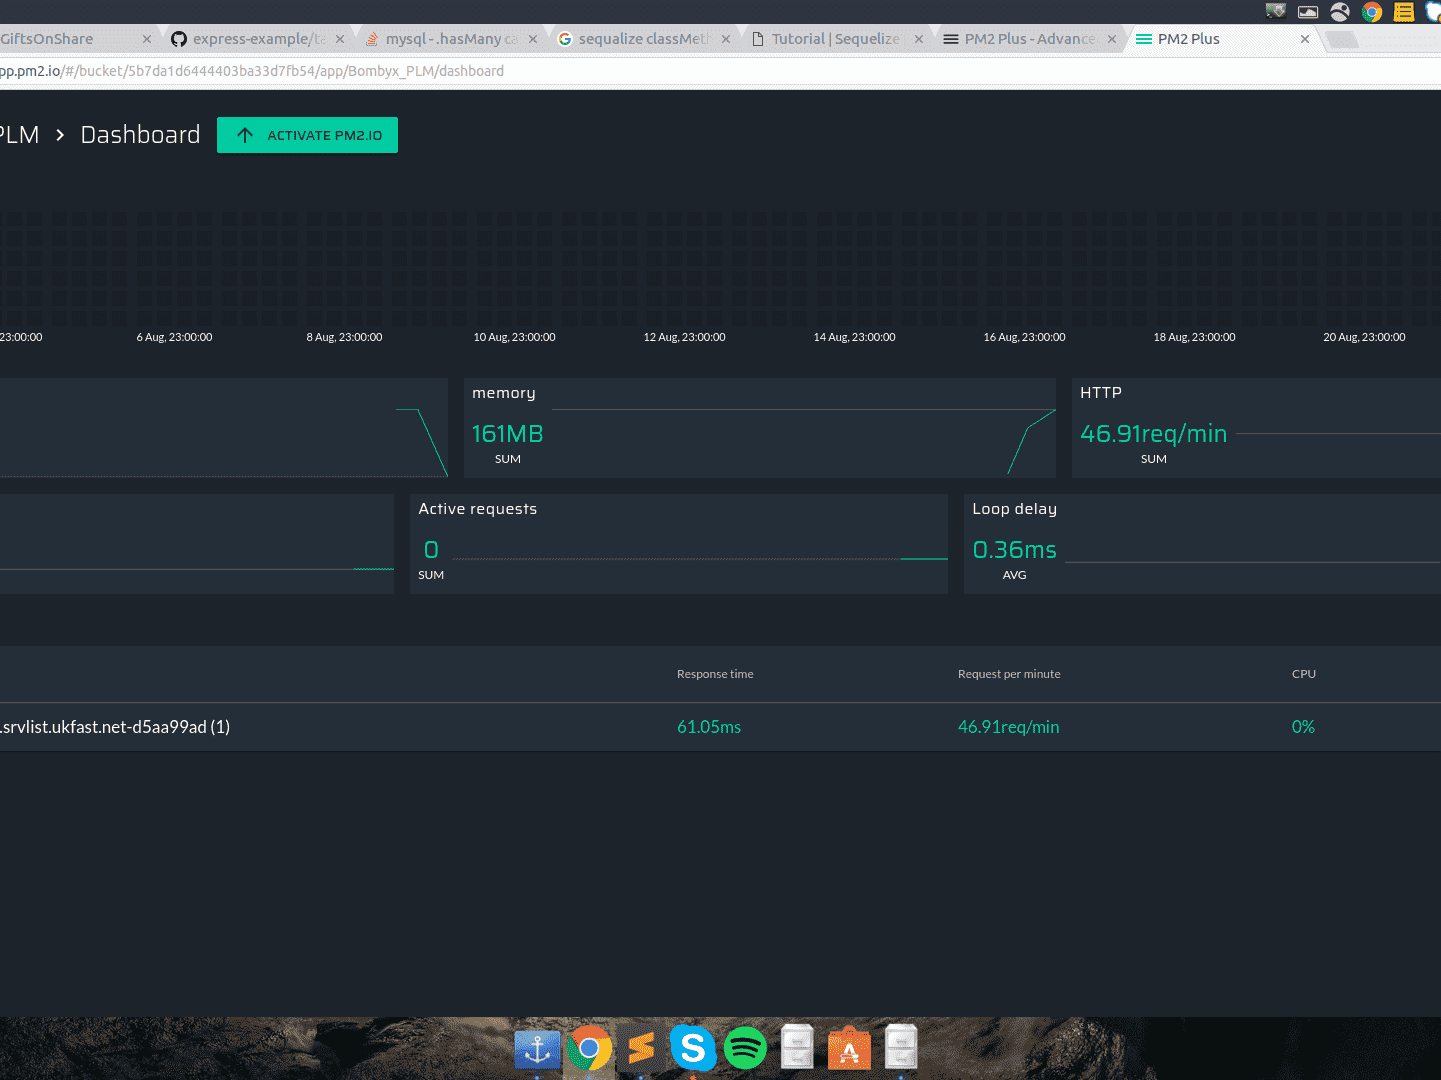 GiftsOnShare express-example/ta mysql - .hasMany ca sequalize classMeth Tutorial | Sequelize PM2 Plus - Advance PM2 Plus
pp.pm2.io/#/bucket/5b7da1d6444403ba33d7fb54/app/Bombyx_PLM/dashboard
PLM > Dashboard ACTIVATE PM2.IO
23:00:00 6 Aug, 23:00:00 8 Aug, 23:00:00 10 Aug, 23:00:00 12 Aug, 23:00:00 14 Aug, 23:00:00 16 Aug, 23:00:00 18 Aug, 23:00:00 20 Aug, 23:00:00
memory
161MB
SUM
HTTP
46.91req/min
SUM
Active requests
0
SUM
Loop delay
0.36ms
AVG
Response time Request per minute CPU
.srvlist.ukfast.net-d5aa99ad (1) 61.05ms 46.91req/min 0%